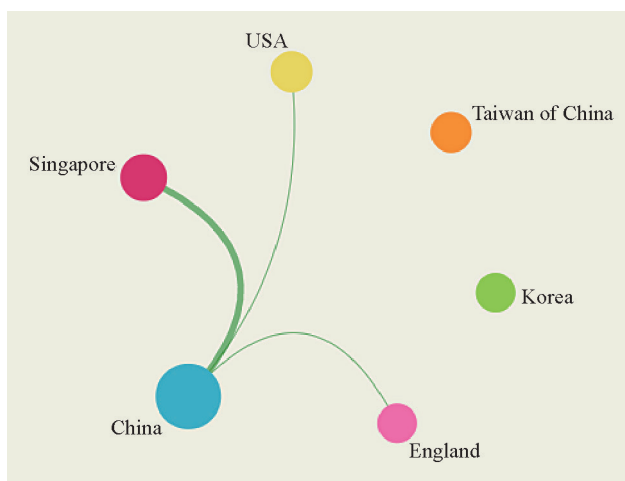 USA
Taiwan of China
Singapore
Korea
China
England